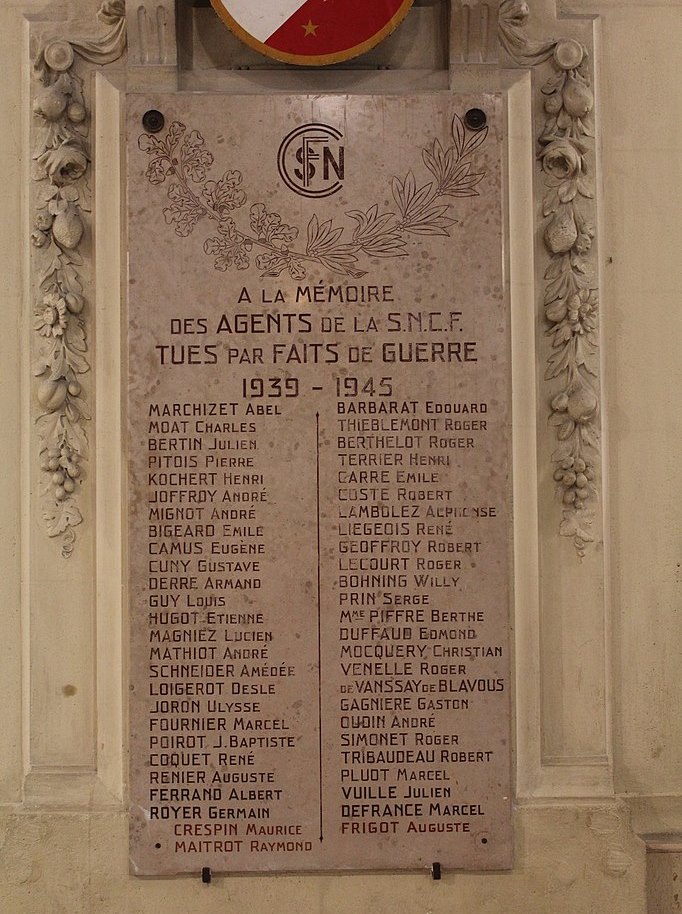 SNCF
A LA MÉMOIRE
DES AGENTS DE LA S.N.C.F.
TUES PAR FAITS DE GUERRE
1939 - 1945
MARCHIZET ABEL
MOAT CHARLES
BERTIN JULIEN
PITOIS PIERRE
KOCHERT HENRI
JOFFROY ANDRÉ
MIGNOT ANDRÉ
BIGEARD EMILE
CAMUS EUGÈNE
CUNY GUSTAVE
DERRE ARMAND
GUY LOUIS
HUGOT ETIENNE
MAGNIEZ LUCIEN
MATHIOT ANDRÉ
SCHNEIDER AMÉDÉE
LOIGEROT DESLE
JORON ULYSSE
FOURNIER MARCEL
POIROT J.BAPTISTE
COQUET RENÉ
RENIER AUGUSTE
FERRAND ALBERT
ROYER GERMAIN
CRESPIN MAURICE
MAITROT RAYMOND
BARBARAT EDOUARD
THIEBLEMONT ROGER
BERTHELOT ROGER
TERRIER HENRI
CARRE EMILE
COSTE ROBERT
LAMBOLEZ ALPHONSE
LIEGEOIS RENÉ
GEOFFROY ROBERT
LECOURT ROGER
BOHNING WILLY
PRIN SERGE
MME PIFFRE BERTHE
DUFFAUD EDMOND
MOCQUERY CHRISTIAN
VENELLE ROGER
DE VANSSAY DE BLAVOUS
GAGNIERE GASTON
OUDIN ANDRÉ
SIMONET ROGER
TRIBAUDEAU ROBERT
PLUOT MARCEL
VUILLE JULIEN
DEFRANCE MARCEL
FRIGOT AUGUSTE